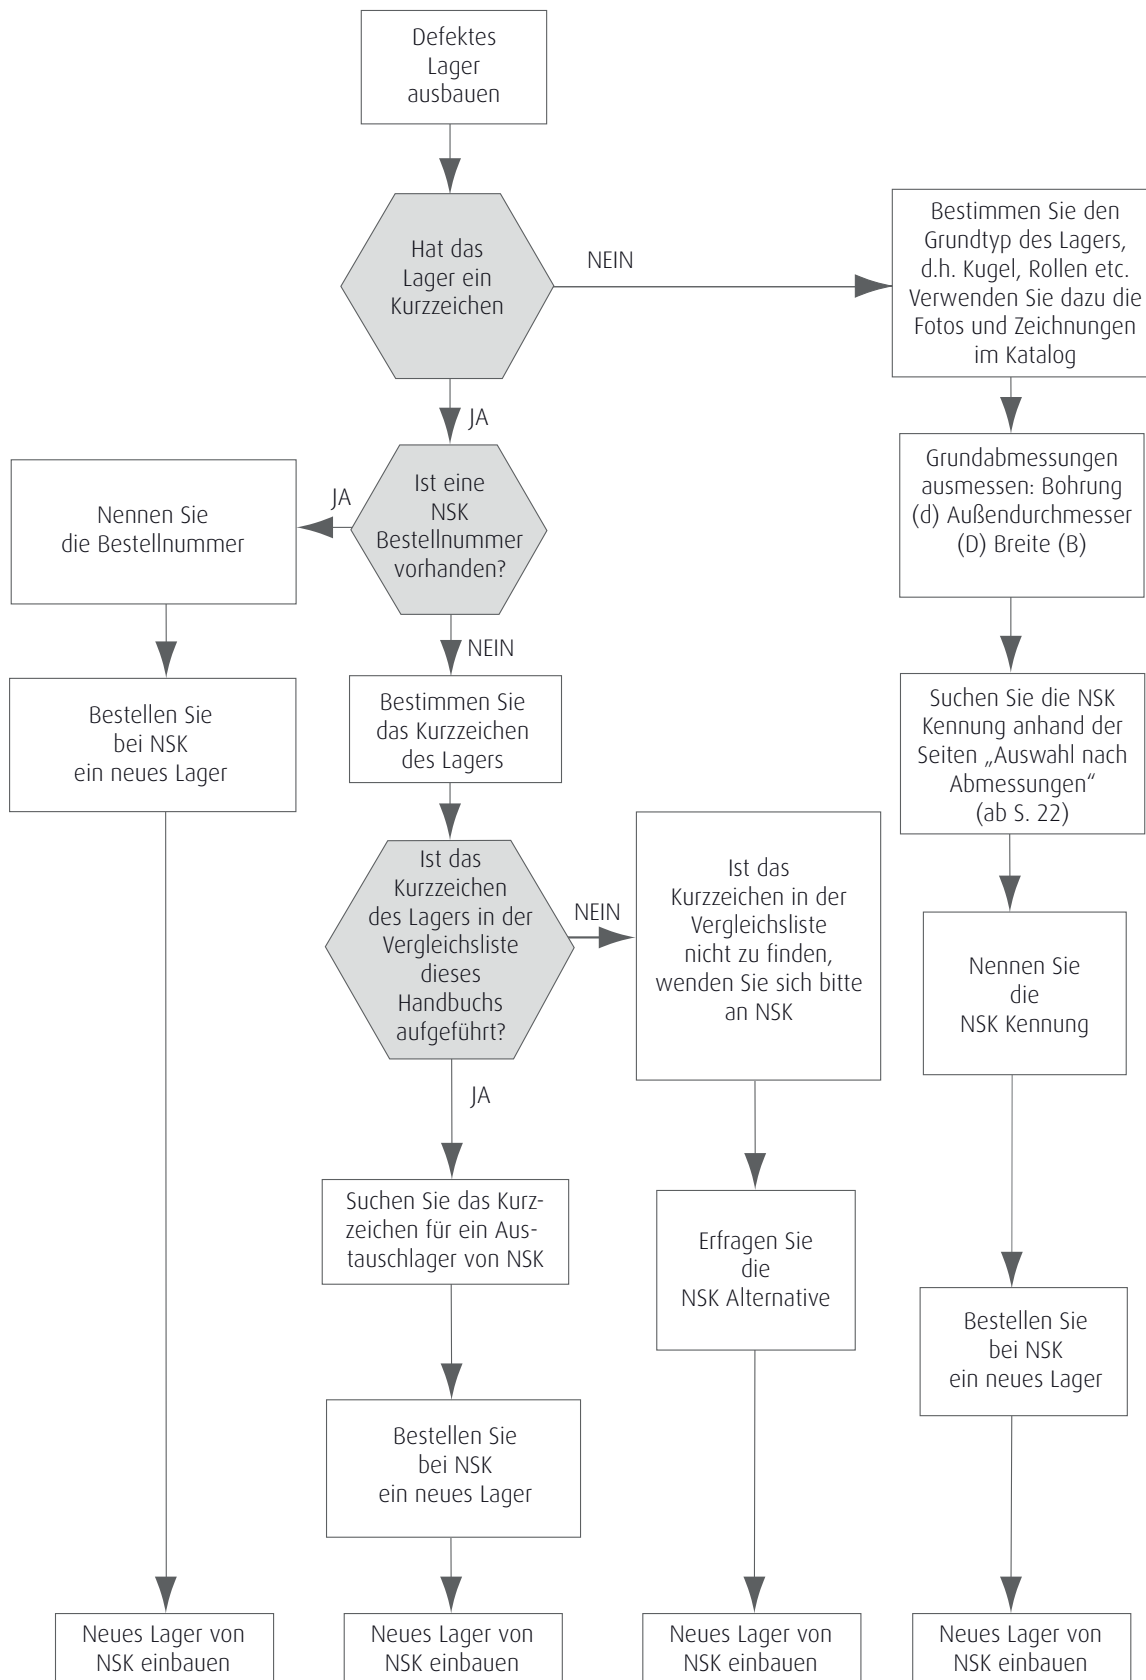 Defektes
Lager
ausbauen
Hat das
Lager ein
Kurzzeichen
NEIN
Bestimmen Sie den
Grundtyp des Lagers,
d.h. Kugel, Rollen etc.
Verwenden Sie dazu die
Fotos und Zeichnungen
im Katalog
JA
Ist eine
NSK
Bestellnummer
vorhanden?
JA
Nennen Sie
die Bestellnummer
Grundabmessungen
ausmessen: Bohrung
(d) Außendurchmesser
(D) Breite (B)
NEIN
Bestellen Sie
bei NSK
ein neues Lager
Bestimmen Sie
das Kurzzeichen
des Lagers
Suchen Sie die NSK
Kennung anhand der
Seiten „Auswahl nach
Abmessungen“
(ab S. 22)
Ist das
Kurzzeichen
des Lagers in der
Vergleichsliste
dieses
Handbuchs
aufgeführt?
NEIN
Ist das
Kurzzeichen in der
Vergleichsliste
nicht zu finden,
wenden Sie sich bitte
an NSK
Nennen Sie
die
NSK Kennung
JA
Suchen Sie das Kurz-
zeichen für ein Aus-
tauschlager von NSK
Erfragen Sie
die
NSK Alternative
Bestellen Sie
bei NSK
ein neues Lager
Bestellen Sie
bei NSK
ein neues Lager
Neues Lager von
NSK einbauen
Neues Lager von
NSK einbauen
Neues Lager von
NSK einbauen
Neues Lager von
NSK einbauen